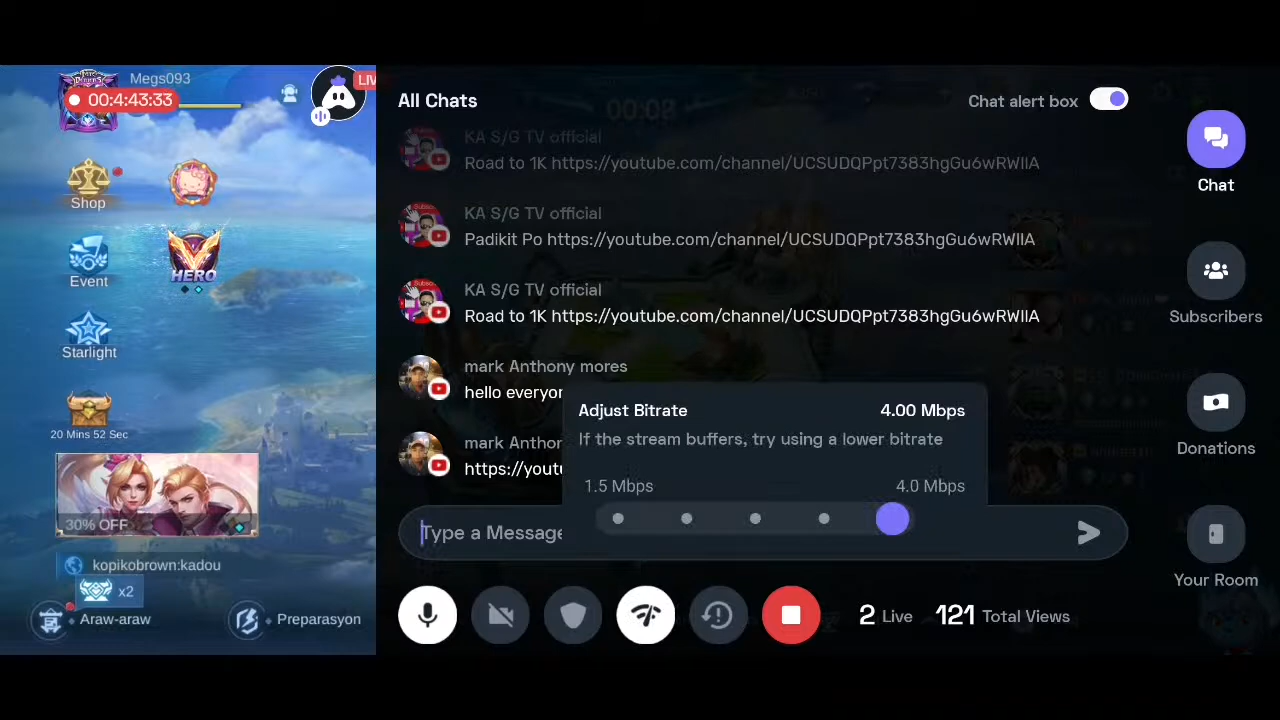 Megs093
00:4:43:33
LIV
Shop
Event
HERO
Starlight
20 Mins 52 Sec
30% OFF
kopikobrown:kadou
x2
Araw-araw
Preparasyon
All Chats
Chat alert box
00:08
KA S/G TV official
Road to 1K https://youtube.com/channel/UCSUDQPpt7383hgGu6wRWIIA
KA S/G TV official
Padikit Po https://youtube.com/channel/UCSUDQPpt7383hgGu6wRWIIA
KA S/G TV official
Road to 1K https://youtube.com/channel/UCSUDQPpt7383hgGu6wRWIIA
mark Anthony mores
hello everyor
mark Anthor
https://youtu
Adjust Bitrate
4.00 Mbps
If the stream buffers, try using a lower bitrate
1.5 Mbps
4.0 Mbps
Type a Message
2 Live
121 Total Views
Chat
Subscribers
Donations
Your Room